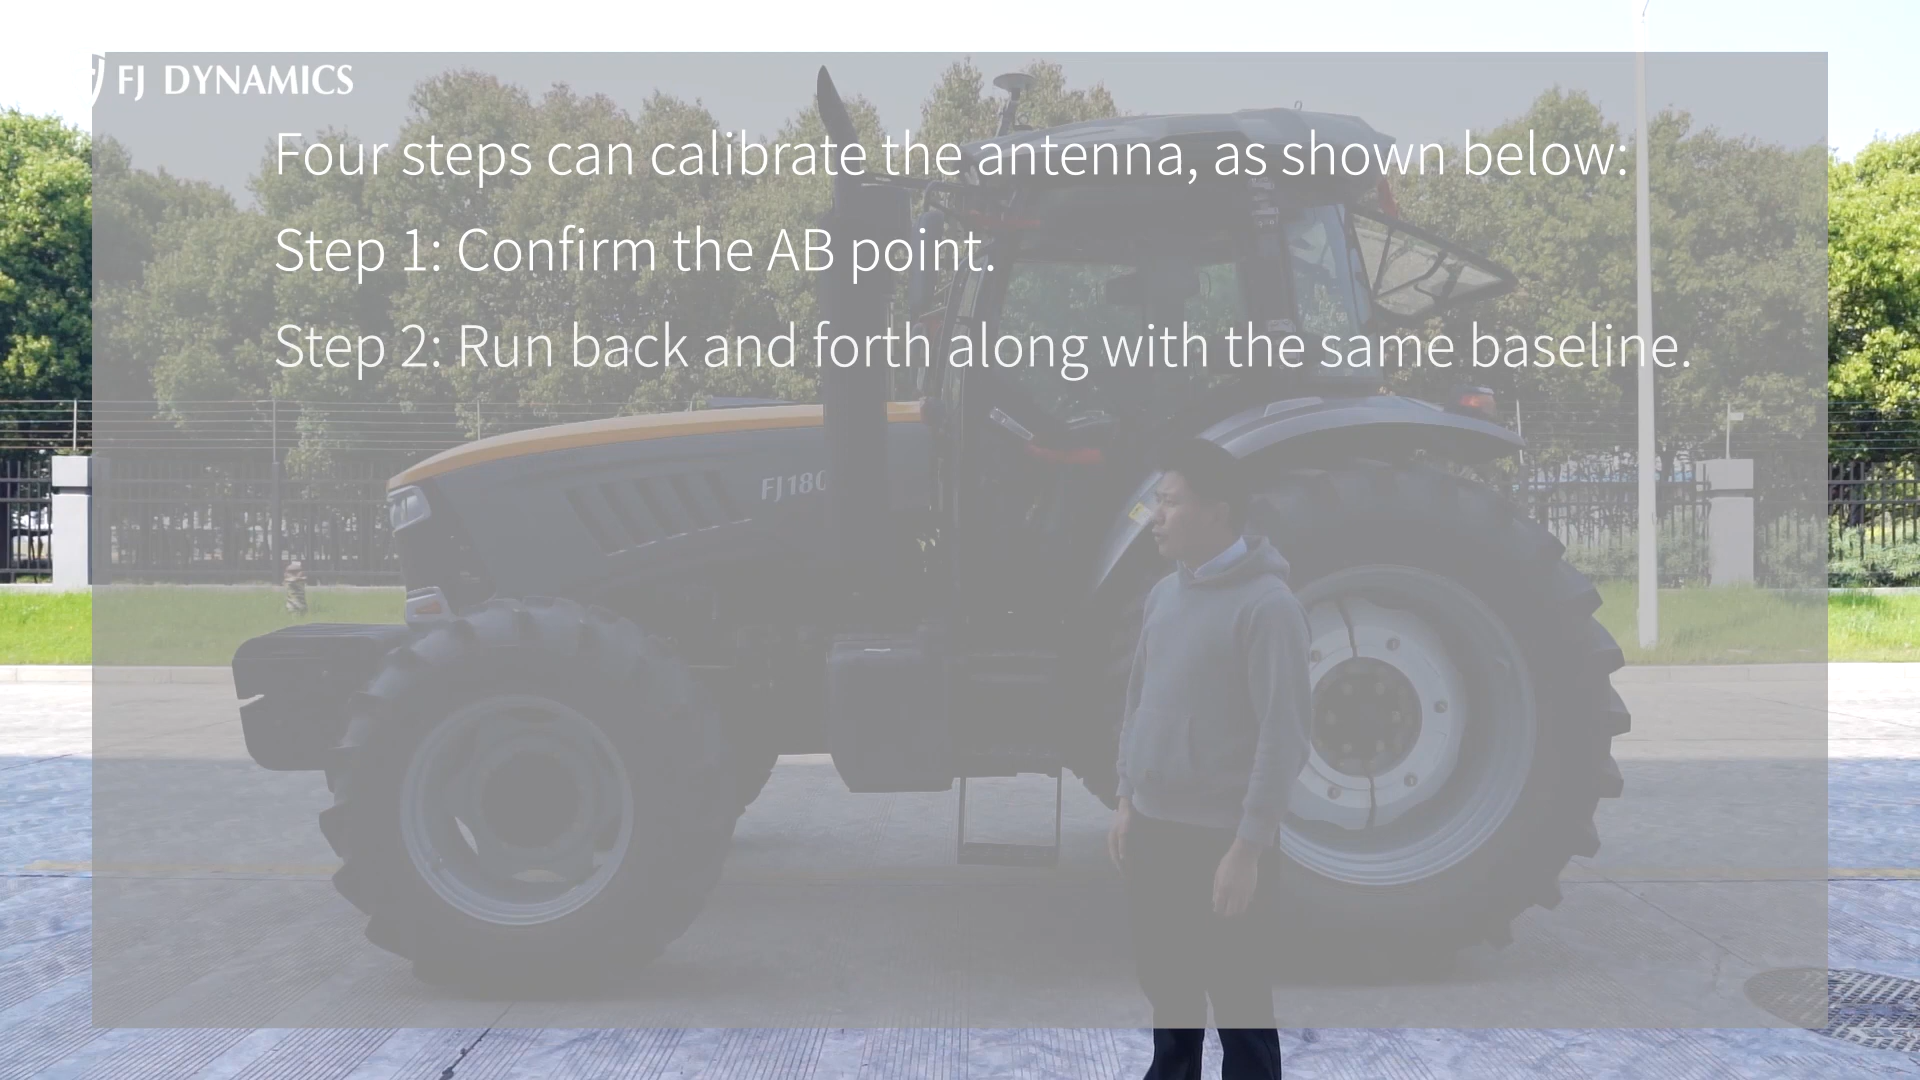 FJ DYNAMICS
Four steps can calibrate the antenna, as shown below:
Step 1: Confirm the AB point.
Step 2: Run back and forth along with the same baseline.
FJ180